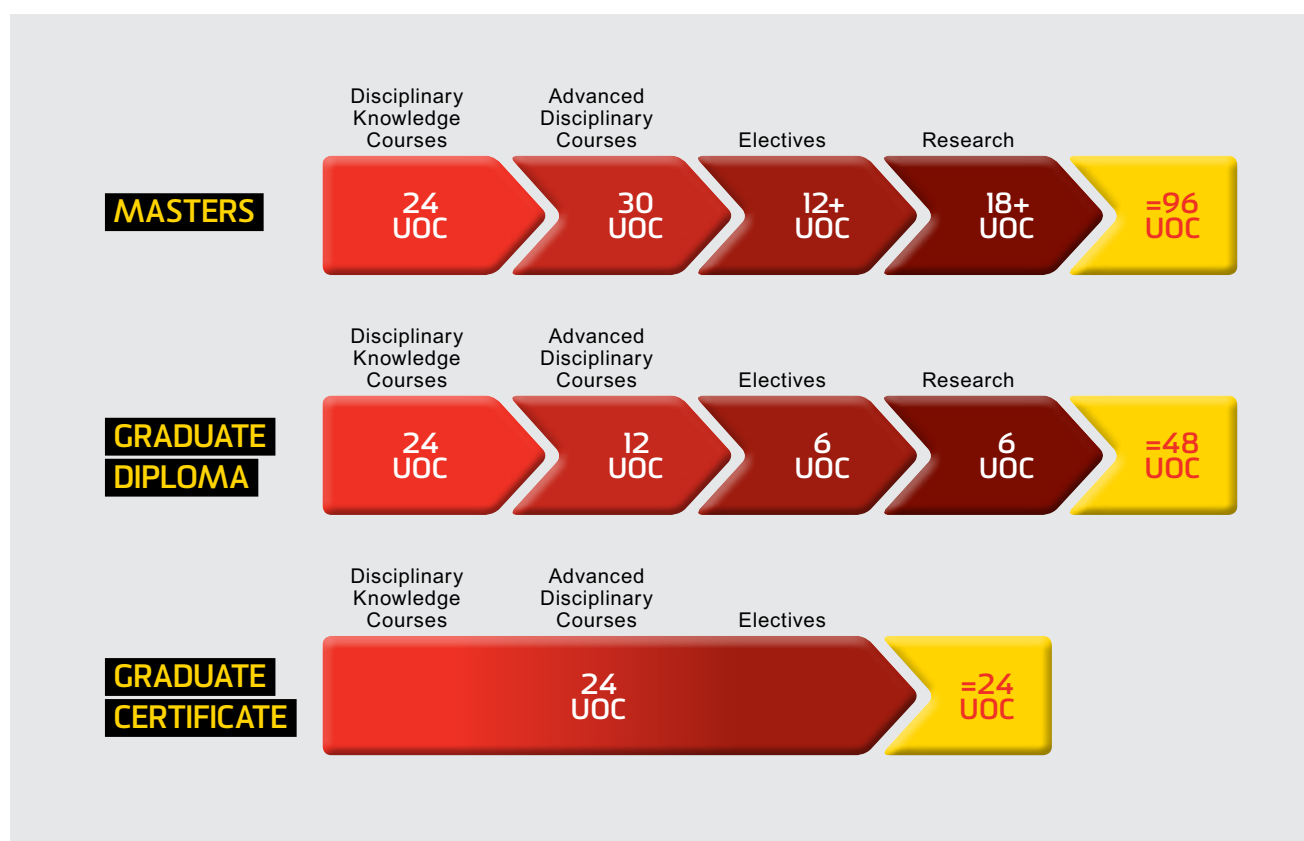 Disciplinary
Knowledge
Courses
Advanced
Disciplinary
Courses
Electives
Research
MASTERS
24
UOC
30
UOC
12+
UOC
18+
UOC
=96
UOC
Disciplinary
Knowledge
Courses
Advanced
Disciplinary
Courses
Electives
Research
GRADUATE
DIPLOMA
24
UOC
12
UOC
6
UOC
6
UOC
=48
UOC
Disciplinary
Knowledge
Courses
Advanced
Disciplinary
Courses
Electives
GRADUATE
CERTIFICATE
24
UOC
=24
UOC